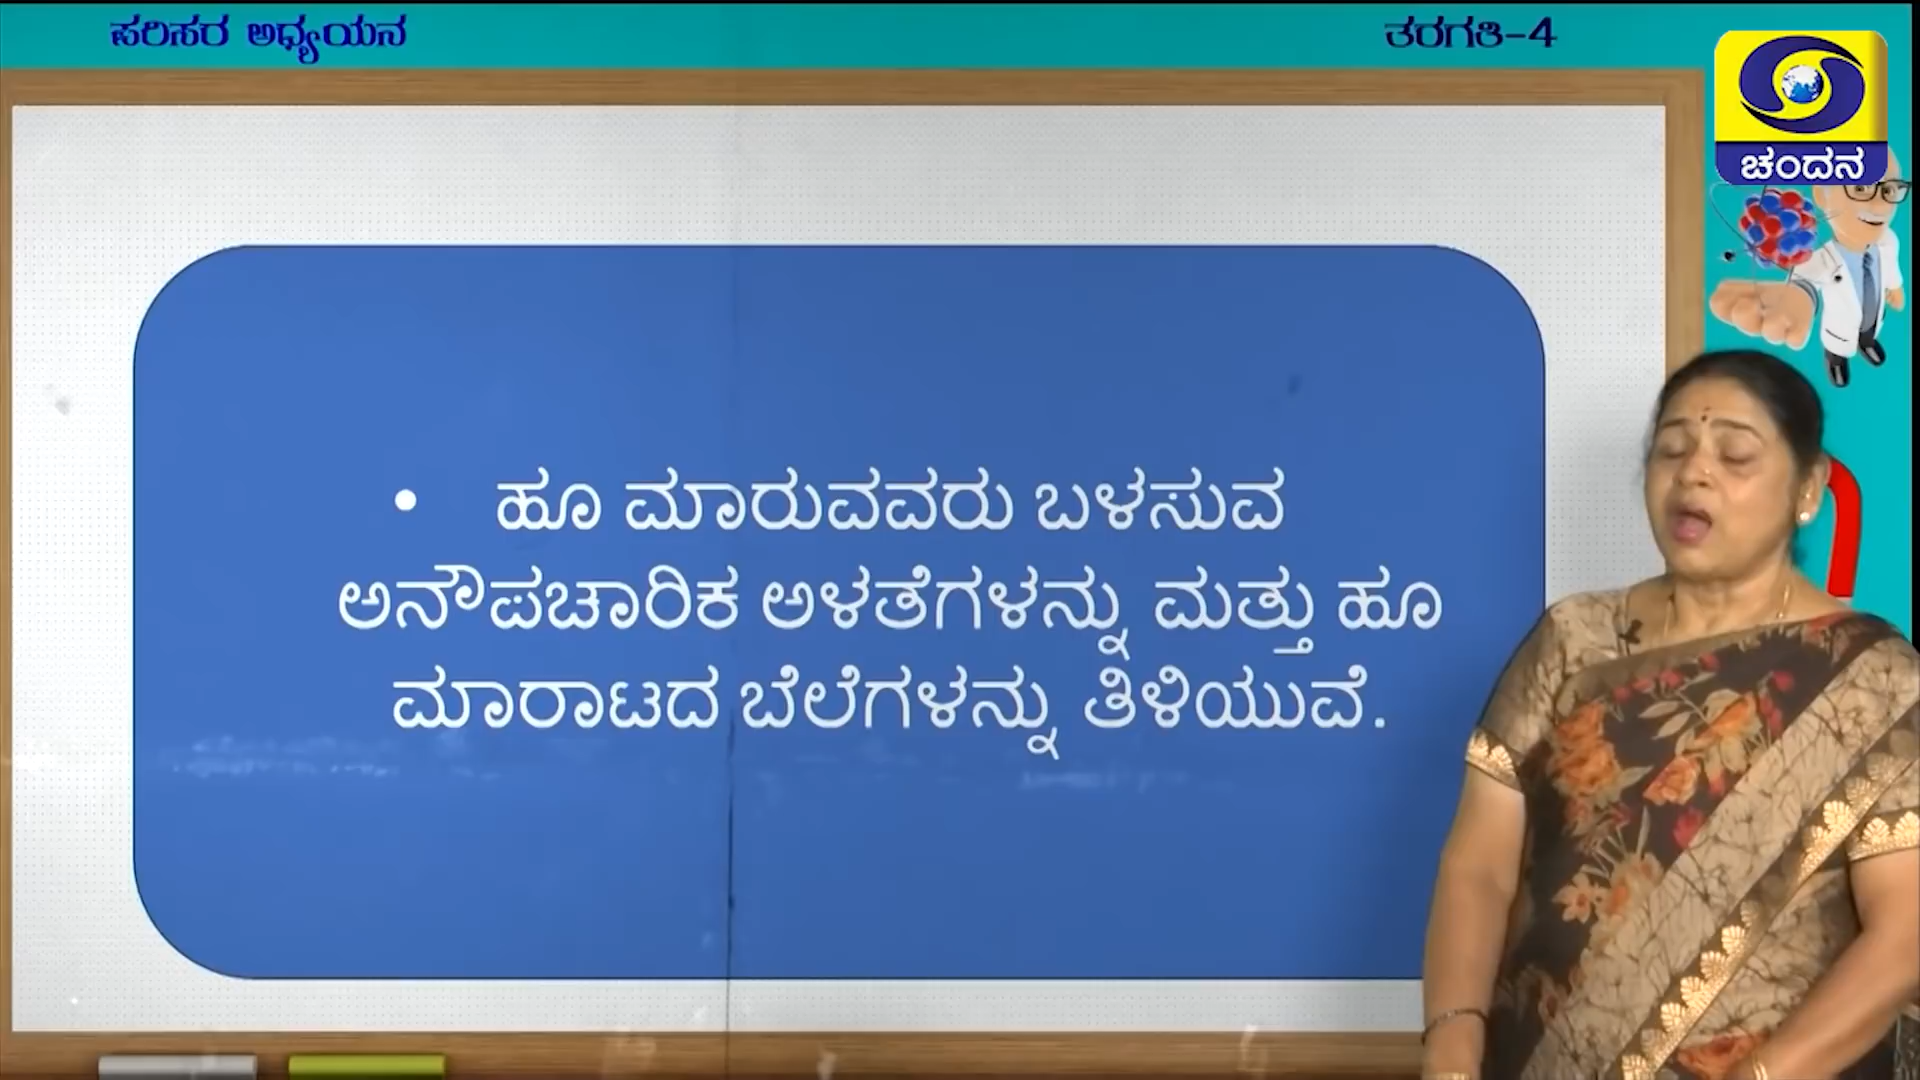 ಪರಿಸರ ಅಧ್ಯಯನ
ತರಗತಿ-4
ಚಂದನ
• ಹೂ ಮಾರುವವರು ಬಳಸುವ
ಅನೌಪಚಾರಿಕ ಅಳತೆಗಳನ್ನು ಮತ್ತು ಹೂ
ಮಾರಾಟದ ಬೆಲೆಗಳನ್ನು ತಿಳಿಯುವೆ.